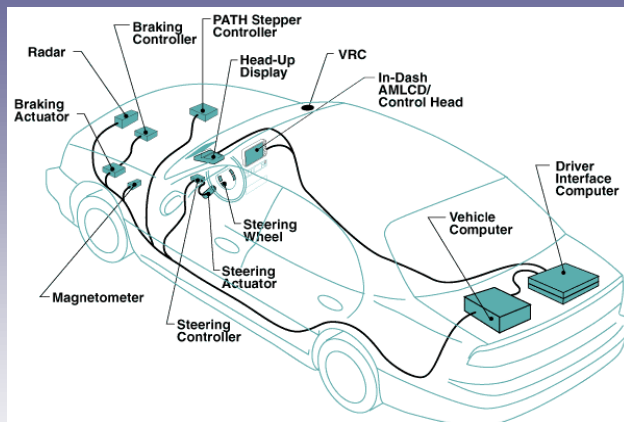 Braking
Controller
PATH Stepper
Controller
Radar
Head-Up
Display
VRC
In-Dash
AMLCD/
Control Head
Braking
Actuator
Driver
Interface
Computer
Vehicle
Computer
Steering
Wheel
Steering
Actuator
Magnetometer
Steering
Controller